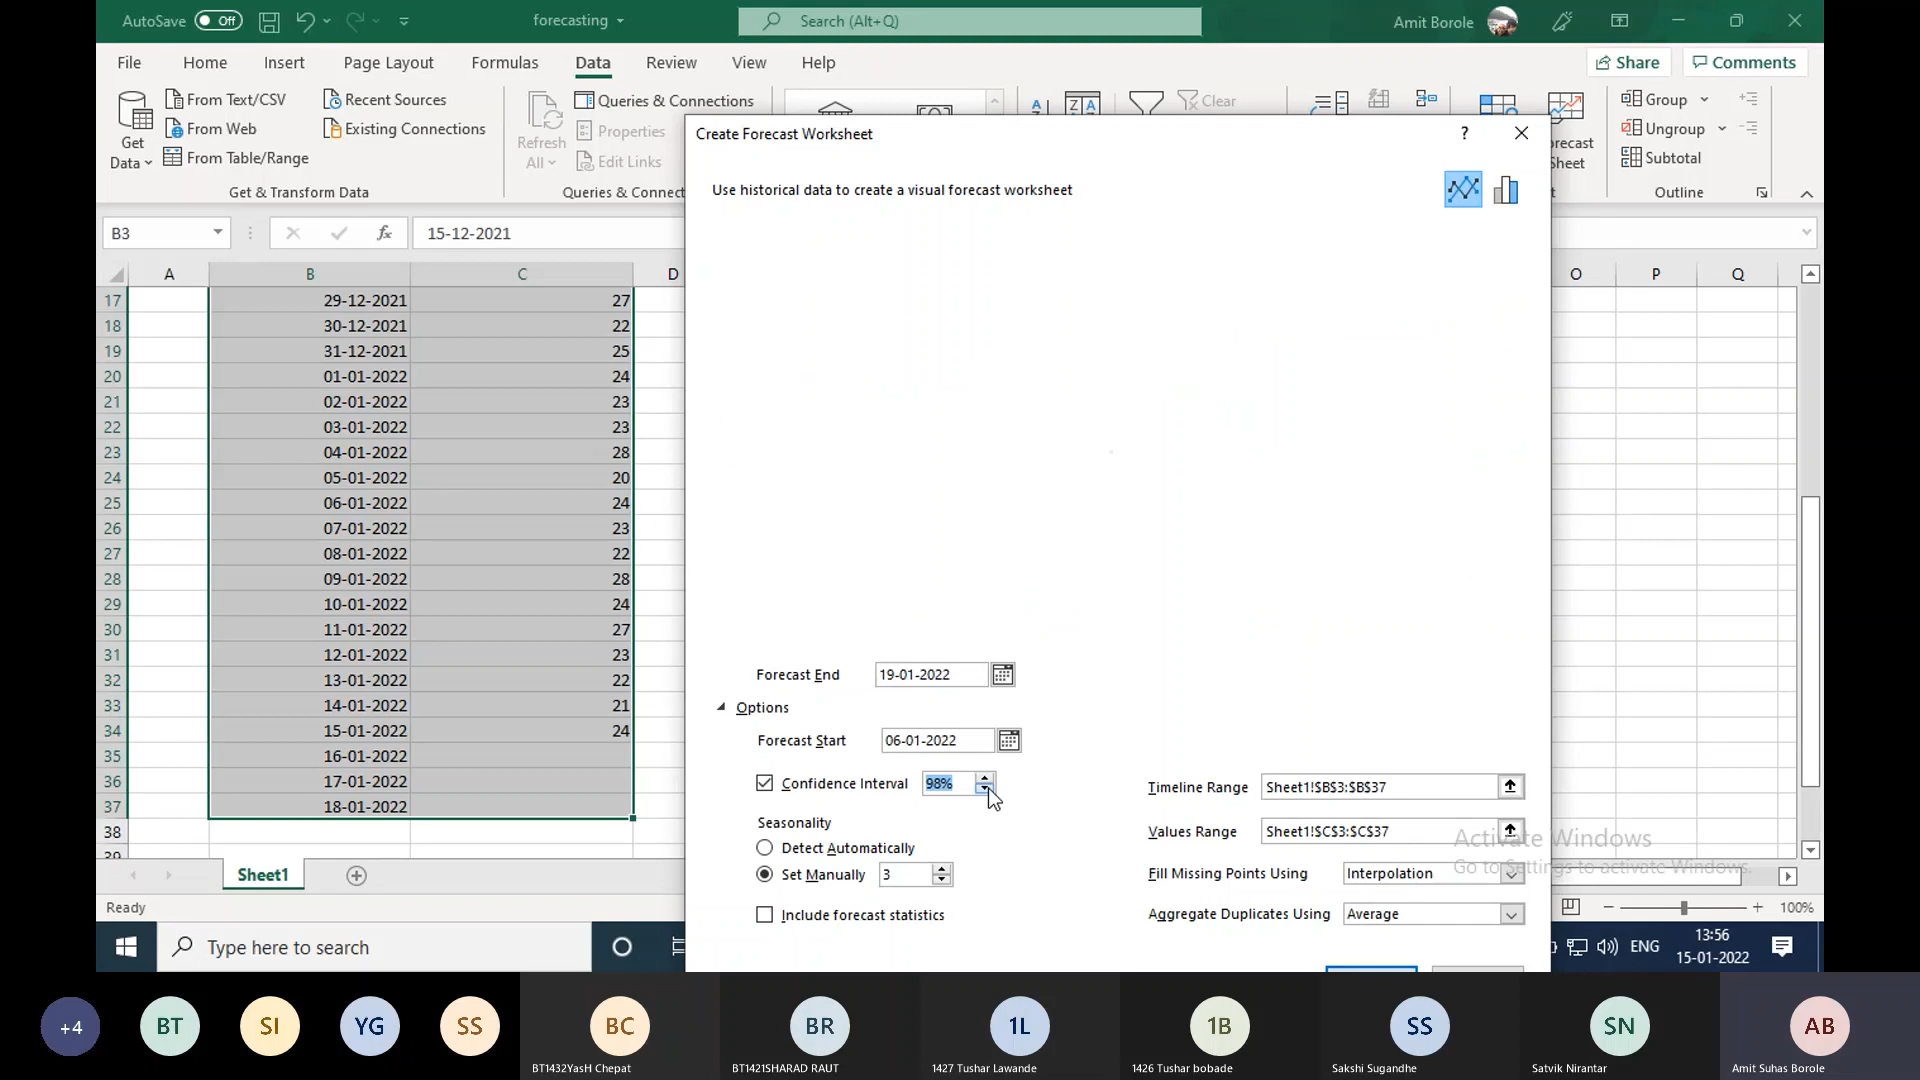 AutoSave Off forecasting Search (Alt+Q) Amit Borole
File Home Insert Page Layout Formulas Data Review View Help Share Comments
Get Data
From Text/CSV
From Web
From Table/Range
Recent Sources
Existing Connections
Get & Transform Data
Refresh All
Queries & Connections
Properties
Edit Links
Queries & Connect
Clear
recast
heet
Group
Ungroup
Subtotal
Outline
B3 fx 15-12-2021
A B C D O P Q
17 29-12-2021 27
18 30-12-2021 22
19 31-12-2021 25
20 01-01-2022 24
21 02-01-2022 23
22 03-01-2022 23
23 04-01-2022 28
24 05-01-2022 20
25 06-01-2022 24
26 07-01-2022 23
27 08-01-2022 22
28 09-01-2022 28
29 10-01-2022 24
30 11-01-2022 27
31 12-01-2022 23
32 13-01-2022 22
33 14-01-2022 21
34 15-01-2022 24
35 16-01-2022
36 17-01-2022
37 18-01-2022
38
39
Create Forecast Worksheet ?
Use historical data to create a visual forecast worksheet
Forecast End 19-01-2022
Options
Forecast Start 06-01-2022
Confidence Interval 98%
Seasonality
Detect Automatically
Set Manually 3
Include forecast statistics
Timeline Range Sheet1!$B$3:$B$37
Values Range Sheet1!$C$3:$C$37
Fill Missing Points Using Interpolation
Aggregate Duplicates Using Average
Activate Windows
Go to Settings to activate Windows.
Sheet1
Ready 100%
Type here to search ENG 13:56
15-01-2022
+4 BT SI YG SS BC BR 1L 1B SS SN AB
BT1432YasH Chepat BT1421SHARAD RAUT 1427 Tushar Lawande 1426 Tushar bobade Sakshi Sugandhe Satvik Nirantar Amit Suhas Borole